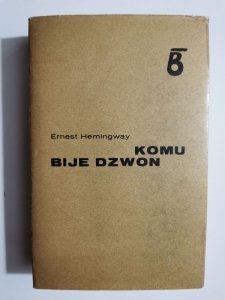 B
Ernest Hemingway
KOMU
BIJE DZWON